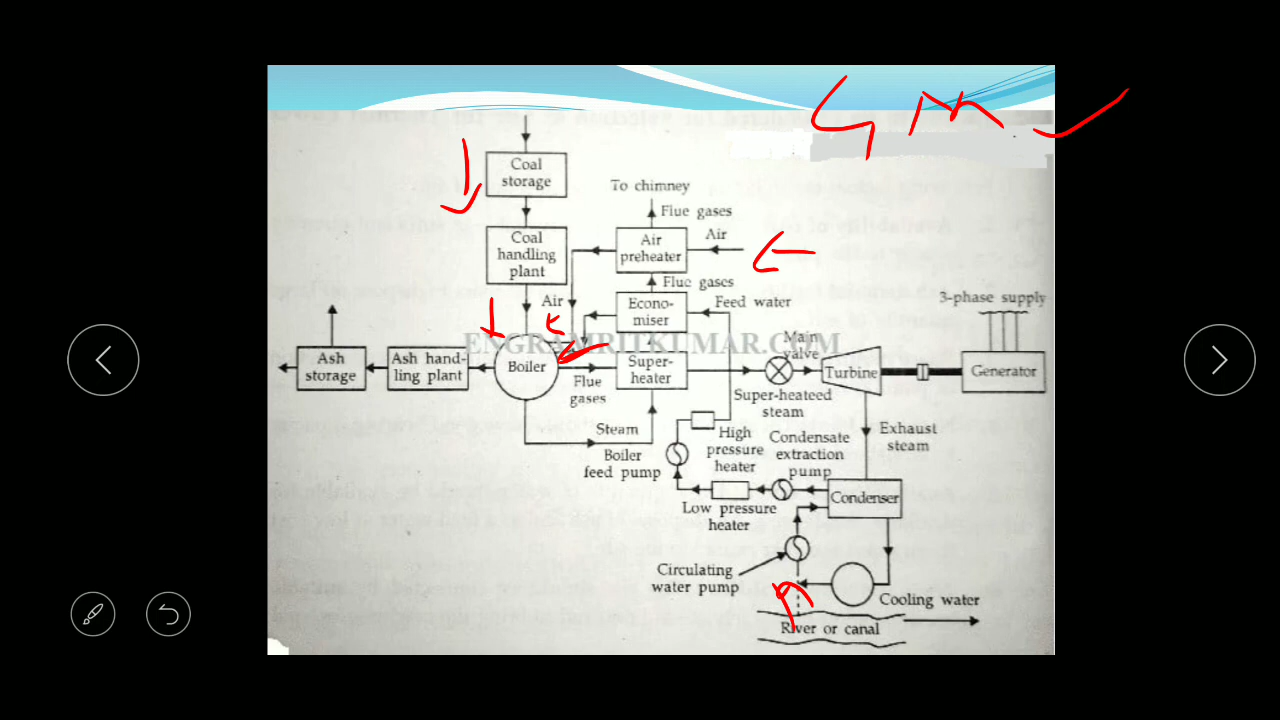 Coal
storage
To chimney
Flue gases
Coal
handling
plant
Air
preheater
Air
Flue gases
Air
Econo-
miser
Feed water
3-phase supply
ENGRAMRITKUMAR.COM
Main
valve
Ash
storage
Ash hand-
ling plant
Boiler
Flue
gases
Super-
heater
Turbine
Generator
Super-heateed
steam
Steam
Boiler
feed pump
High
pressure
heater
Condensate
extraction
pump
Exhaust
steam
Low pressure
heater
Condenser
Circulating
water pump
Cooling water
River or canal